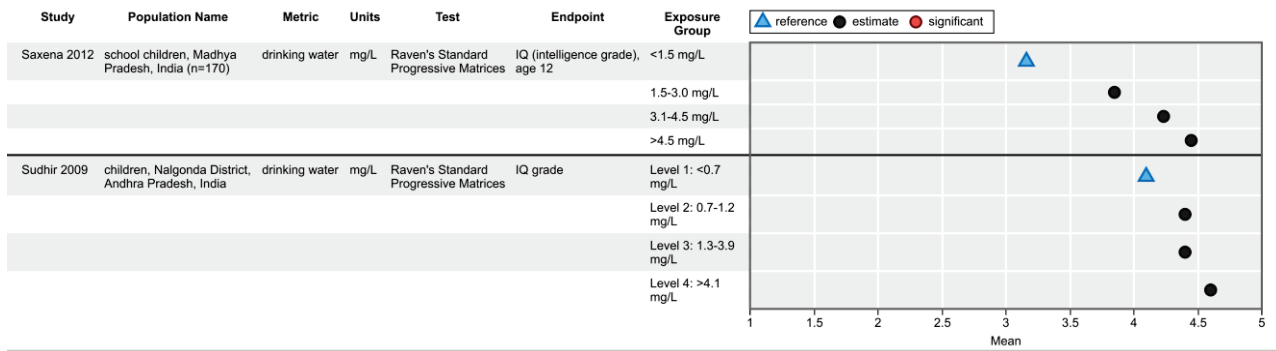 Study Population Name Metric Units Test Endpoint Exposure
Group
reference estimate significant
Saxena 2012 school children, Madhya drinking water mg/L Raven's Standard IQ (intelligence grade), <1.5 mg/L
Pradesh, India (n=170) Progressive Matrices age 12
1.5-3.0 mg/L
3.1-4.5 mg/L
>4.5 mg/L
Sudhir 2009 children, Nalgonda District, drinking water mg/L Raven's Standard IQ grade Level 1: <0.7
Andhra Pradesh, India Progressive Matrices mg/L
Level 2: 0.7-1.2
mg/L
Level 3: 1.3-3.9
mg/L
Level 4: >4.1
mg/L
1 1.5 2 2.5 3 3.5 4 4.5 5
Mean